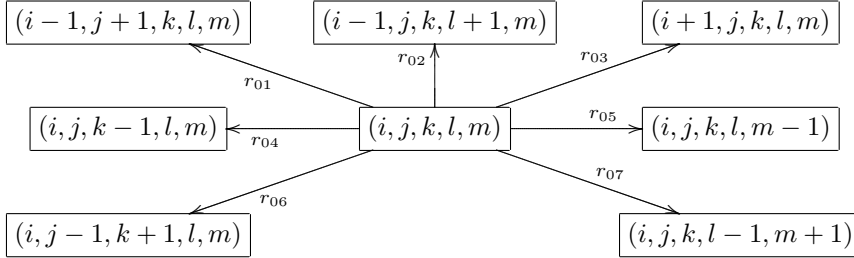 (i − 1, j + 1, k, l, m) (i − 1, j, k, l + 1, m) (i + 1, j, k, l, m)
r₀₁ r₀₂ r₀₃
(i, j, k − 1, l, m) (i, j, k, l, m) (i, j, k, l, m − 1)
r₀₄ r₀₅
r₀₆ r₀₇
(i, j − 1, k + 1, l, m) (i, j, k, l − 1, m + 1)